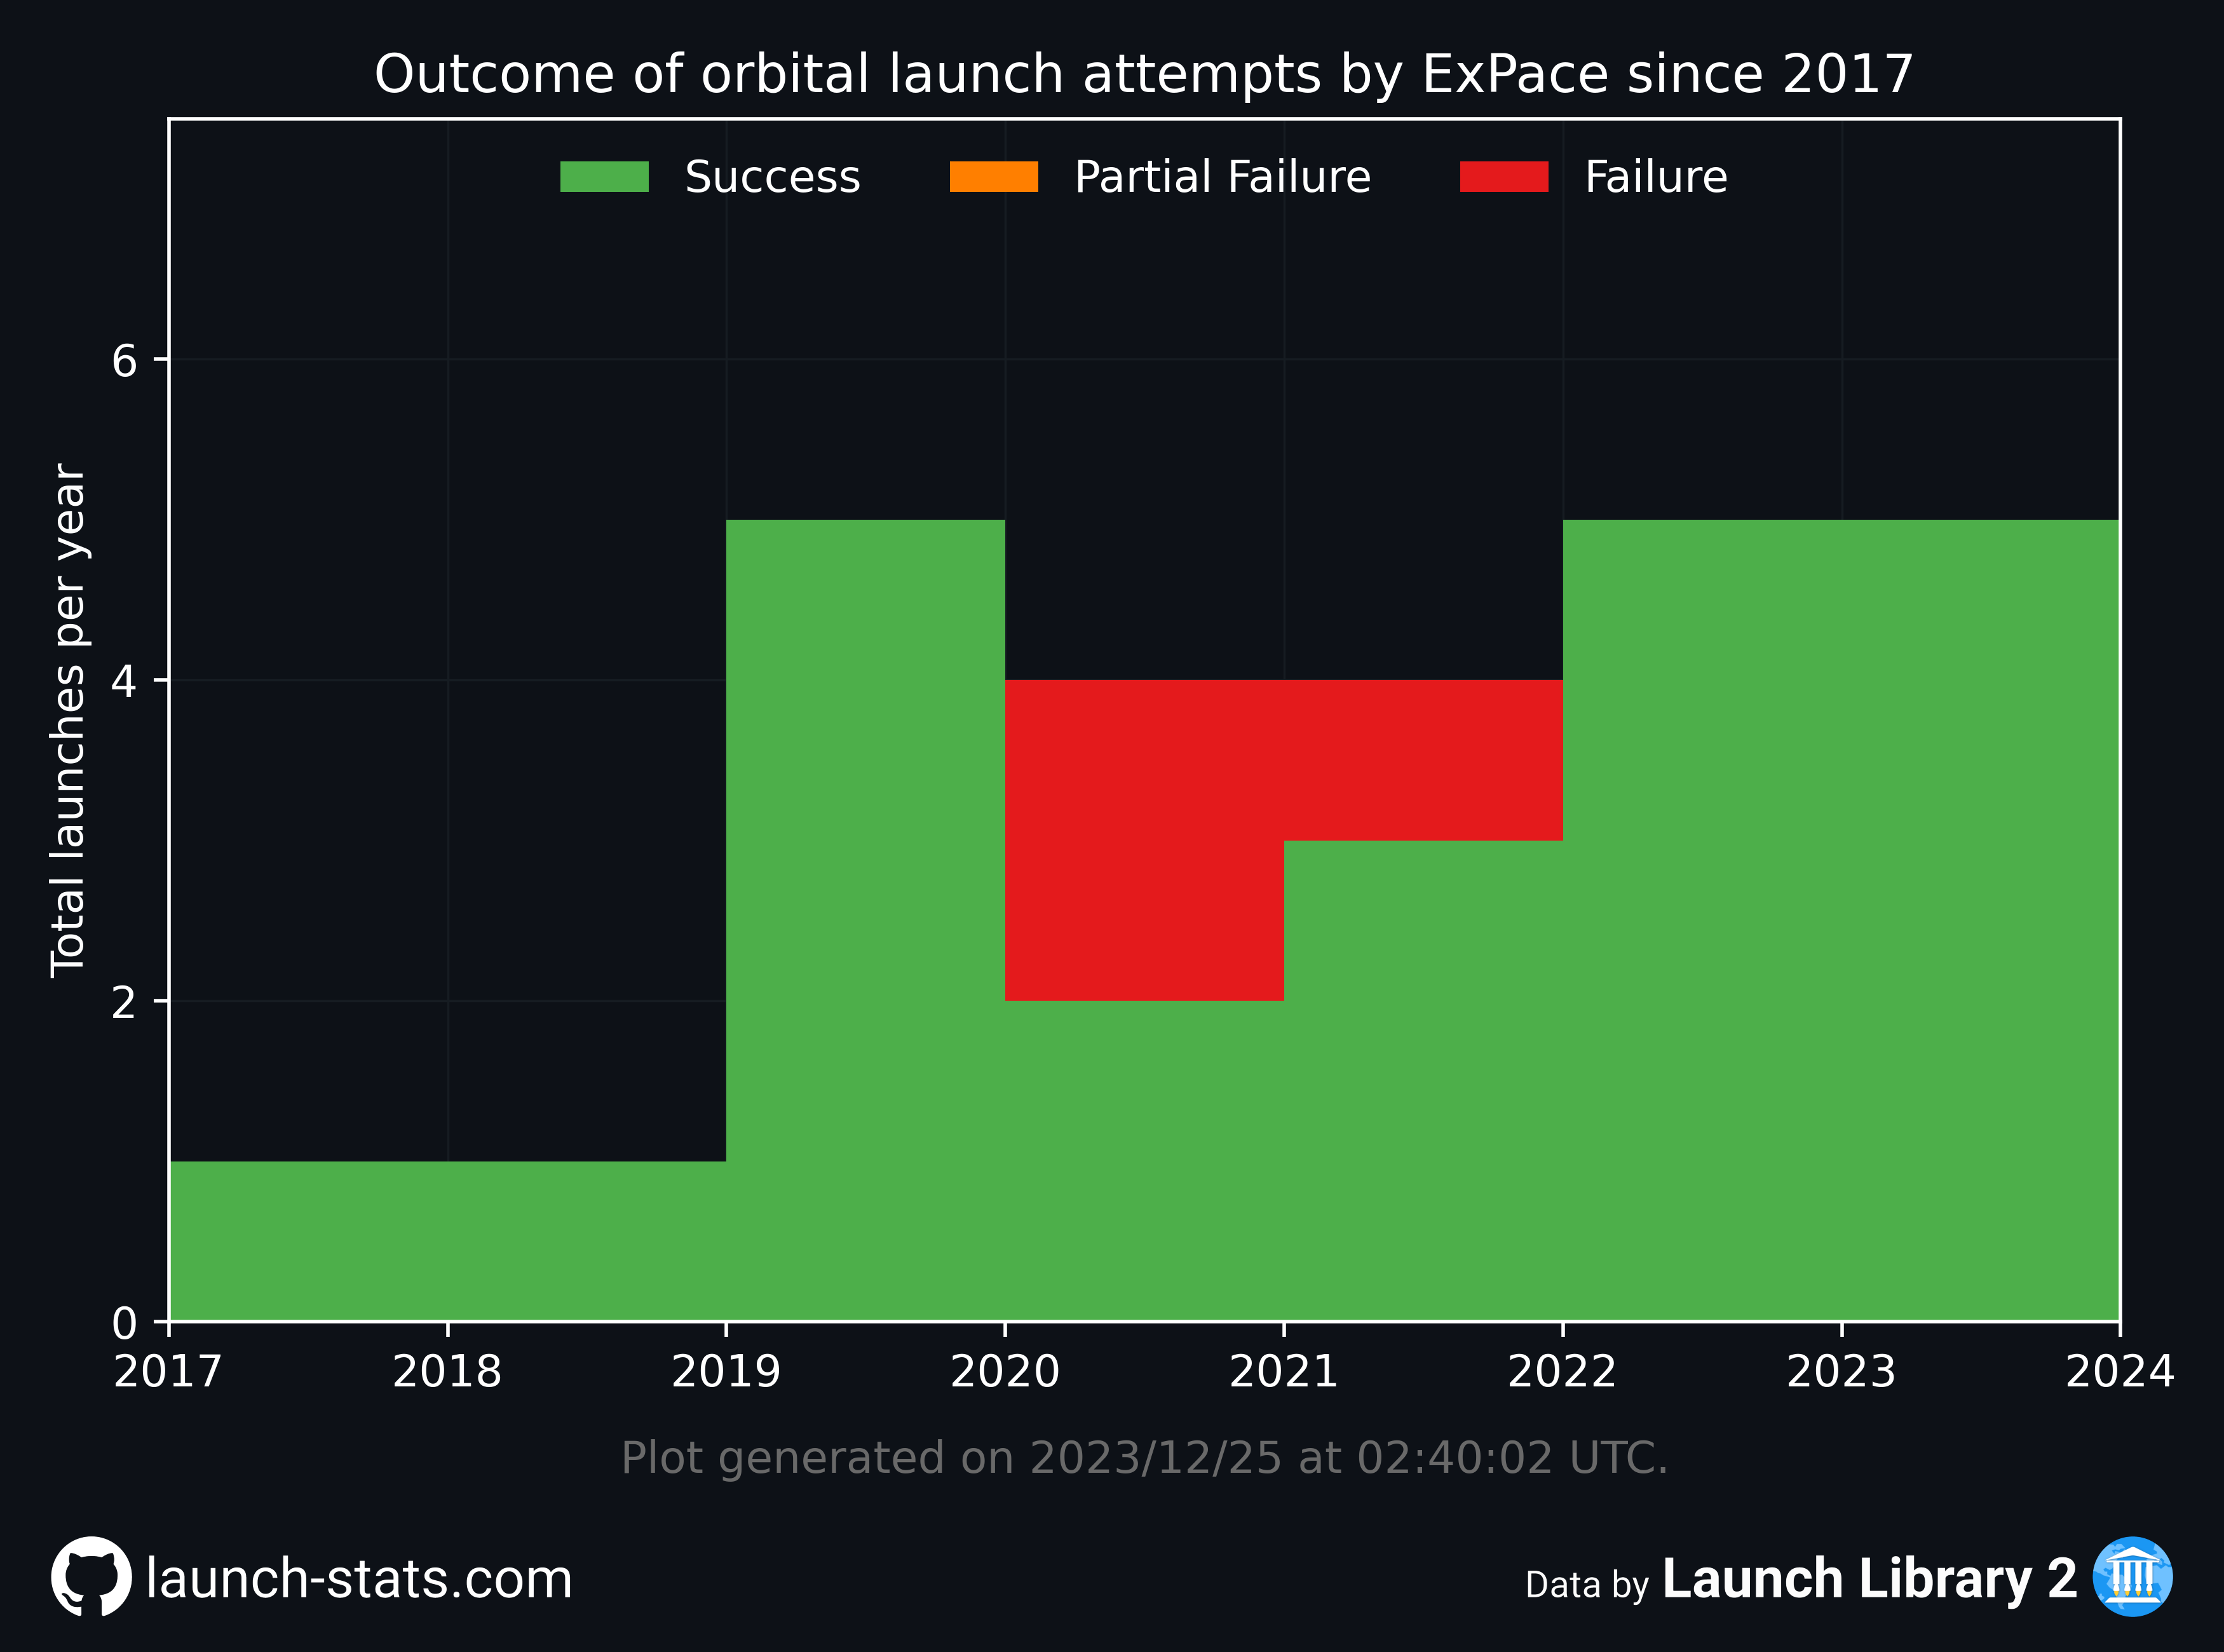 Outcome of orbital launch attempts by ExPace since 2017
Success Partial Failure Failure
Total launches per year
6
4
2
0
2017 2018 2019 2020 2021 2022 2023 2024
Plot generated on 2023/12/25 at 02:40:02 UTC.
launch-stats.com
Data by Launch Library 2